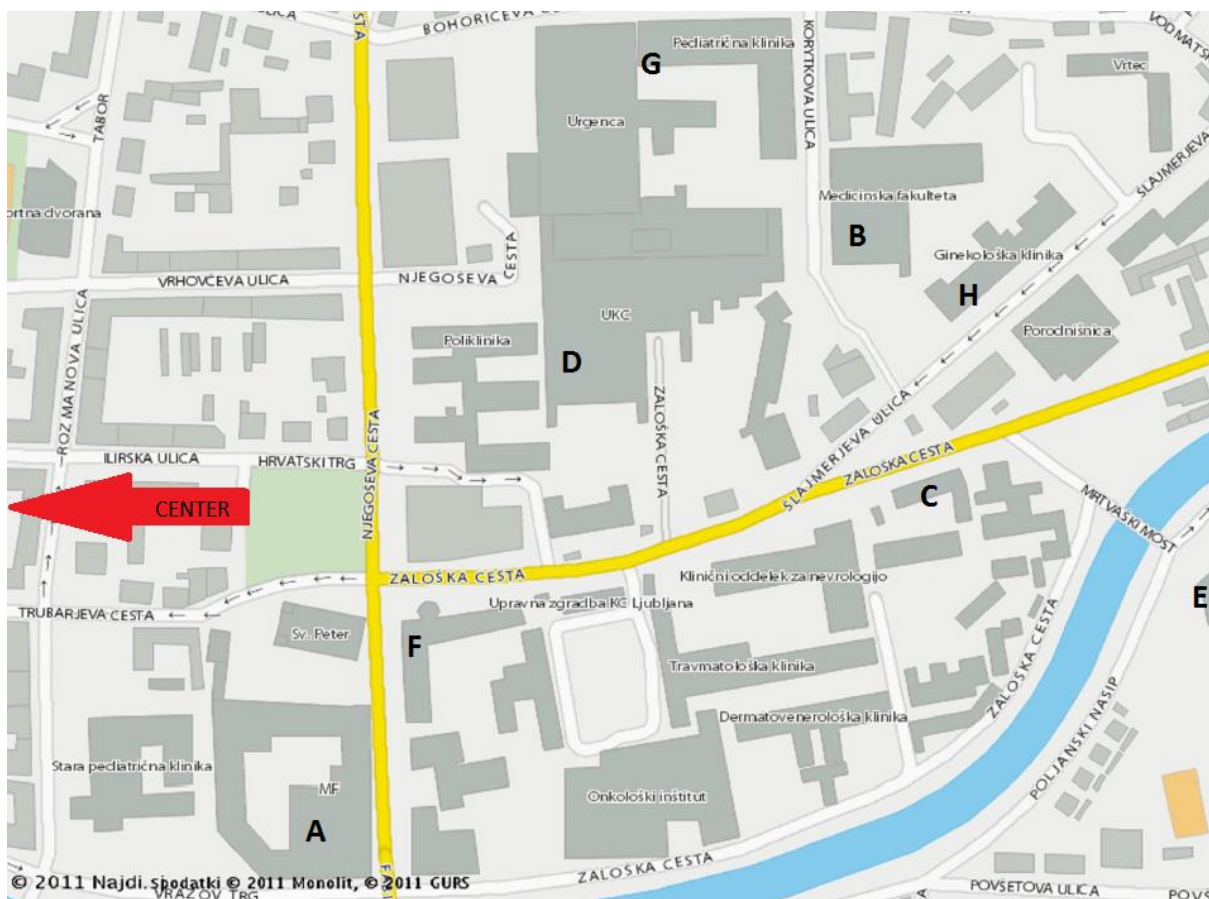 CESTA
BOHORIČEVA U
G
Pediatrična klinika
KORYTKOVA ULICA
VODMATSK
Vrtec
TABOR
Urgenca
ŠLAJMERJEVA
ortna dvorana
Medicinska fakulteta
B
Ginekološka klinika
H
VRHOVČEVA ULICA
NJEGOŠEVA
CESTA
ROZMANOVA ULICA
UKC
Porodnišnica
Poliklinika
D
ZALOŠKA CESTA
ŠLAJMERJEVA ULICA
ILIRSKA ULICA
HRVATSKI TRG
NJEGOŠEVA CESTA
ZALOŠKA CESTA
C
CENTER
MRTVAŠKI MOST
ZALOŠKA CESTA
Klinični oddelek za nevrologijo
E
TRUBARJEVA CESTA
Upravna zgradba KC Ljubljana
Sv. Peter
F
Travmatološka klinika
ZALOŠKA CESTA
POLJANSKI NASIP
Dermatovenerološka klinika
Stara pediatrična klinika
MF
Onkološki inštitut
A
ZALOŠKA CESTA
© 2011 Najdi.si podatki © 2011 Monolit, © 2011 GURS
VRAZOV TRG
POVŠETOVA ULICA